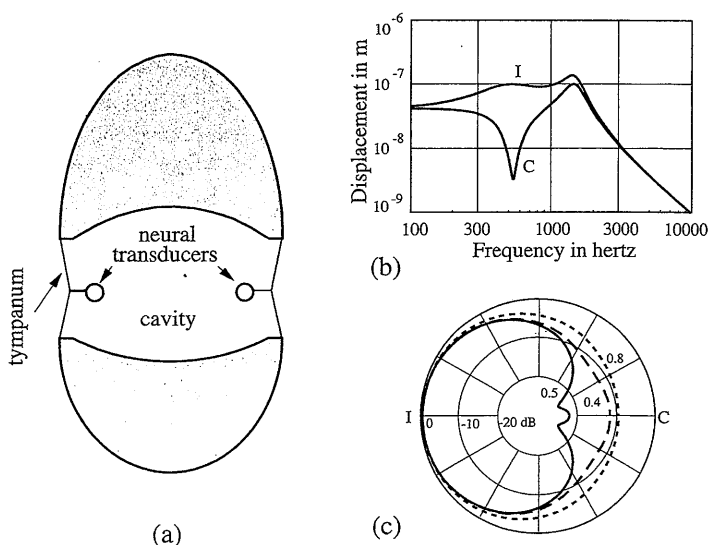 neural
transducers
cavity
tympanum
(a)
Displacement in m
10-6
10-7
10-8
10-9
I
C
100
300
1000
3000
10000
Frequency in hertz
(b)
I
0
-10
-20 dB
0.5
0.4
0.8
C
(c)